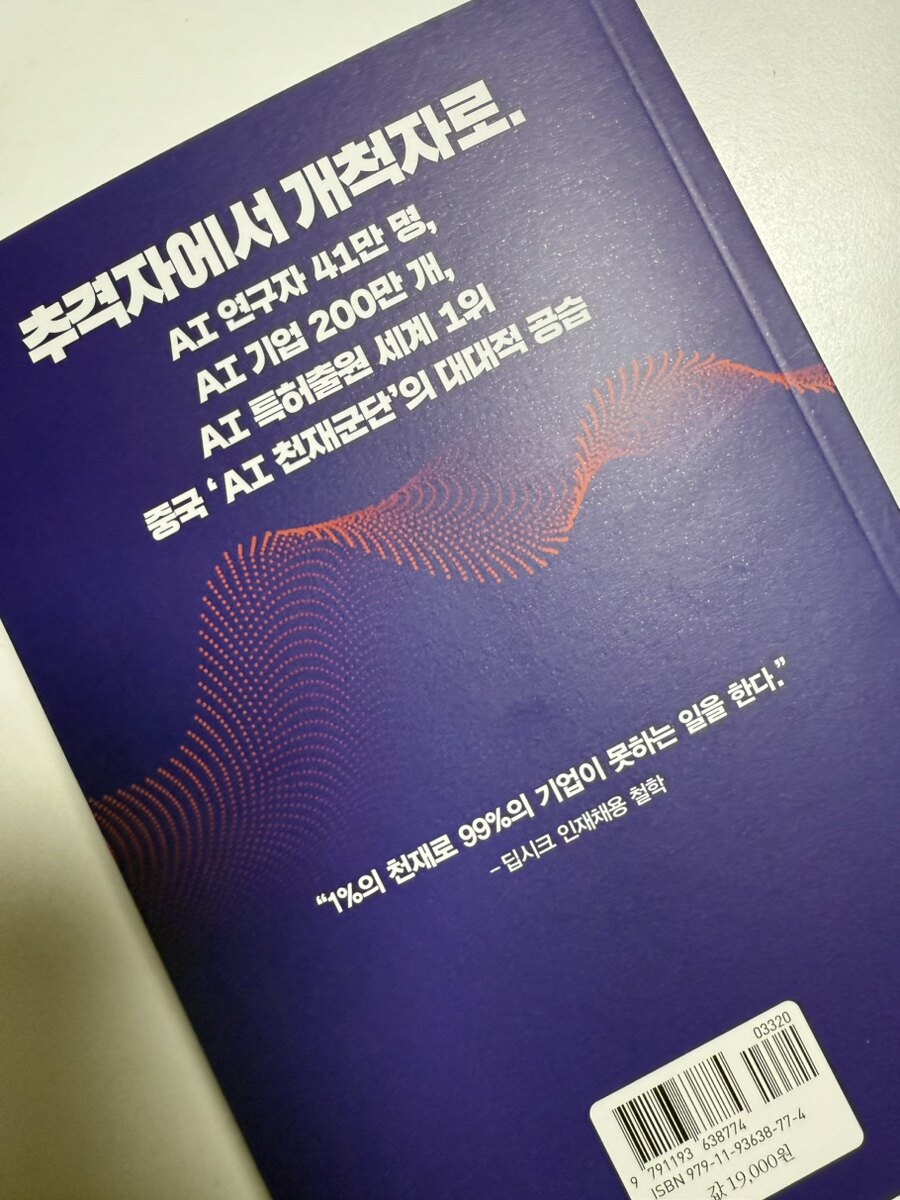 추격자에서 개척자로.
AI 연구자 41만 명,
AI 기업 200만 개,
AI 특허출원 세계 1위
중국 ‘AI 천재군단’의 대대적 공습
“1%의 천재로 99%의 기업이 못하는 일을 한다.”
– 딥시크 인재채용 철학
03320
9 791193 638774
ISBN 979-11-93638-77-4
값 19,000원